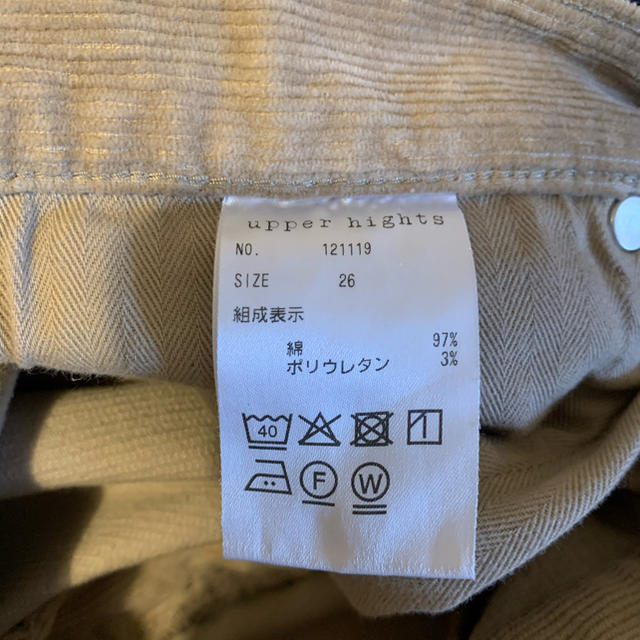 upper hights
NO. 121119
SIZE 26
組成表示
綿 97%
ポリウレタン 3%
40
F W